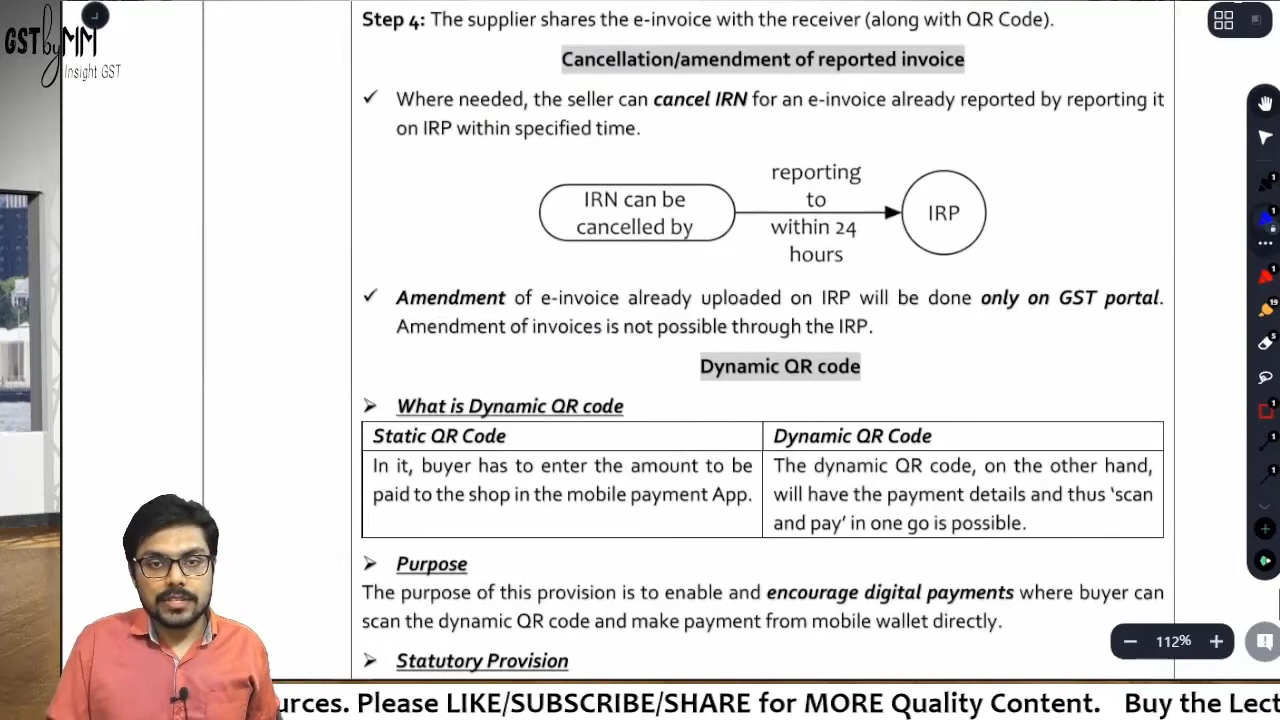 GSTbyMM
Insight GST
Step 4: The supplier shares the e-invoice with the receiver (along with QR Code).
Cancellation/amendment of reported invoice
✓ Where needed, the seller can cancel IRN for an e-invoice already reported by reporting it
on IRP within specified time.
IRN can be
cancelled by
reporting
to
within 24
hours
IRP
✓ Amendment of e-invoice already uploaded on IRP will be done only on GST portal.
Amendment of invoices is not possible through the IRP.
Dynamic QR code
➢ What is Dynamic QR code
Static QR Code
In it, buyer has to enter the amount to be
paid to the shop in the mobile payment App.
Dynamic QR Code
The dynamic QR code, on the other hand,
will have the payment details and thus ‘scan
and pay’ in one go is possible.
➢ Purpose
The purpose of this provision is to enable and encourage digital payments where buyer can
scan the dynamic QR code and make payment from mobile wallet directly.
➢ Statutory Provision
1
1
1
19
5
1
1
1
− 112% +
urces. Please LIKE/SUBSCRIBE/SHARE for MORE Quality Content. Buy the Lect